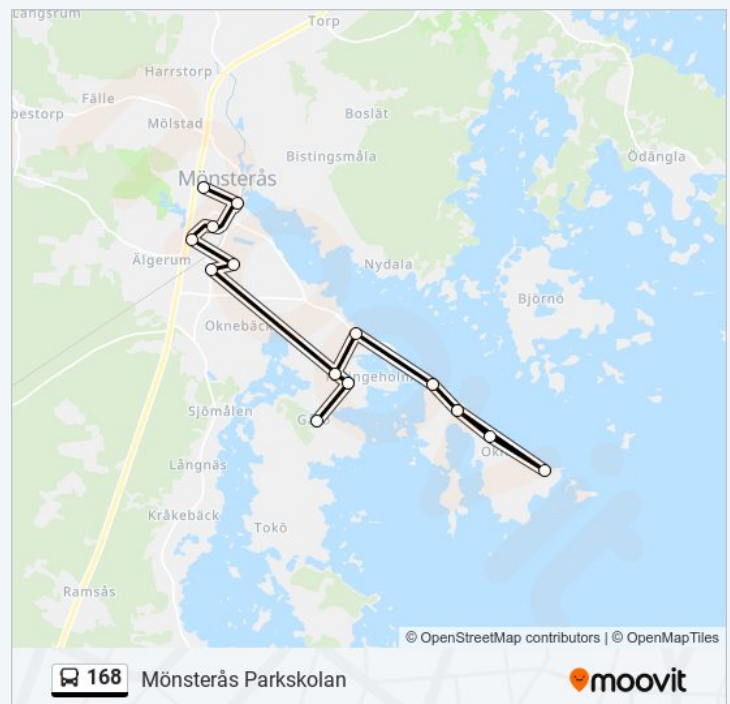 Långsrum
Torp
Harrstorp
Fälle
bestorp
Mölstad
Boslät
Bistingsmåla
Ödängla
Mönsterås
Älgerum
Nydala
Björnö
Oknebäck
Sjömålen
Långnäs
Kråkebäck
Tokö
Ramsås
© OpenStreetMap contributors | © OpenMapTiles
168 Mönsterås Parkskolan moovit